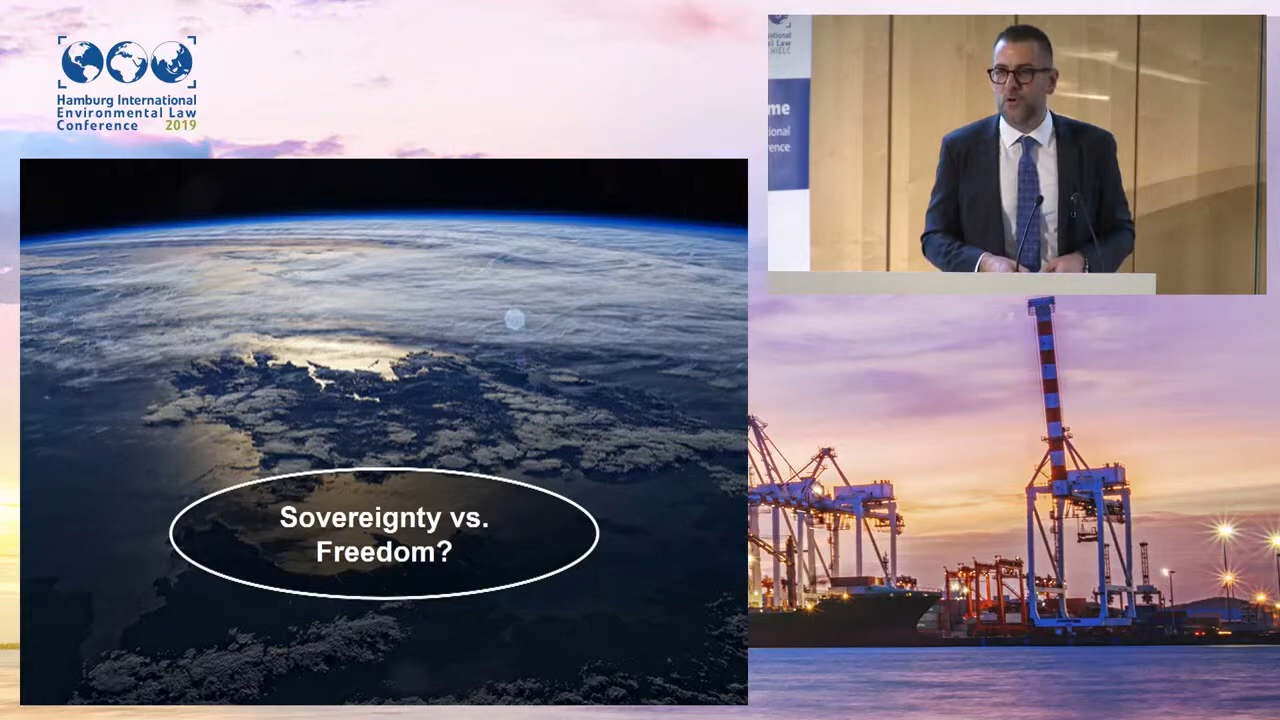 Hamburg International
Environmental Law
Conference 2019
Sovereignty vs.
Freedom?